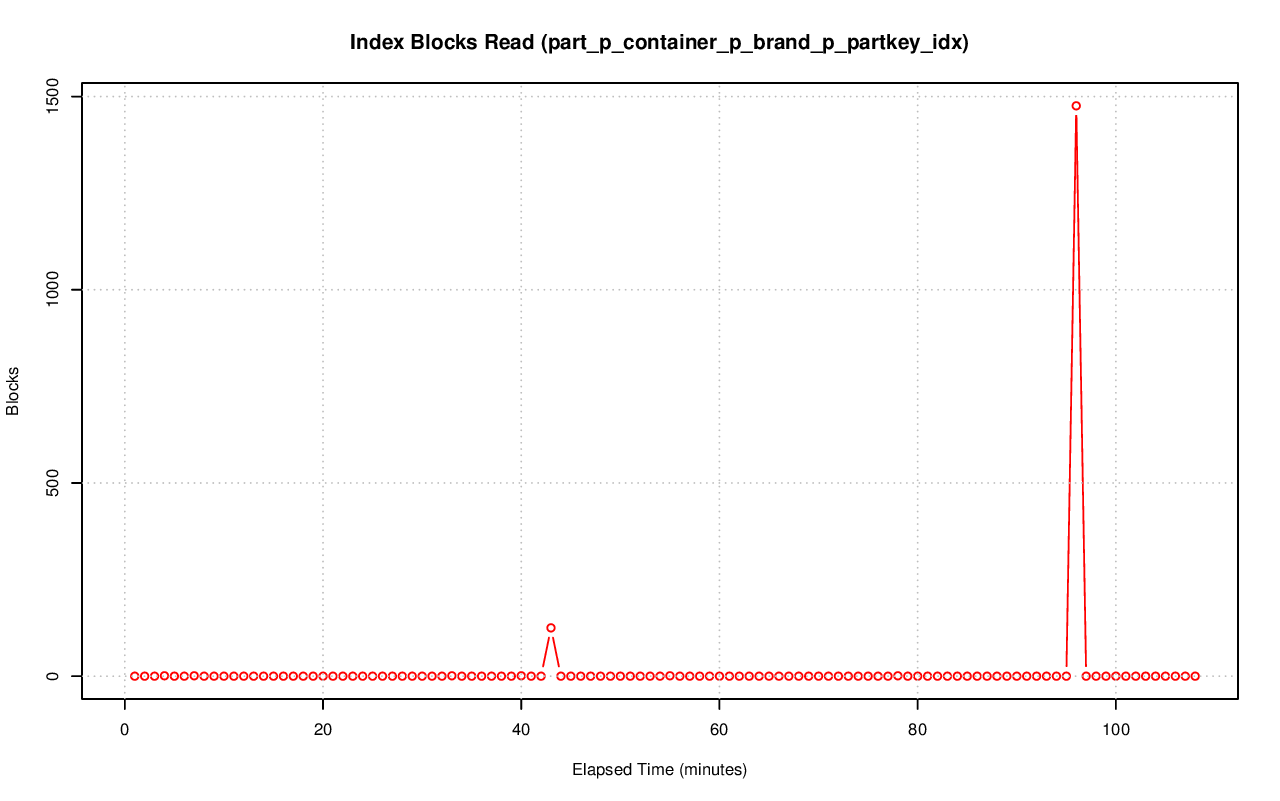 Index Blocks Read (part_p_container_p_brand_p_partkey_idx)
1500
1000
500
0
Blocks
0 20 40 60 80 100
Elapsed Time (minutes)